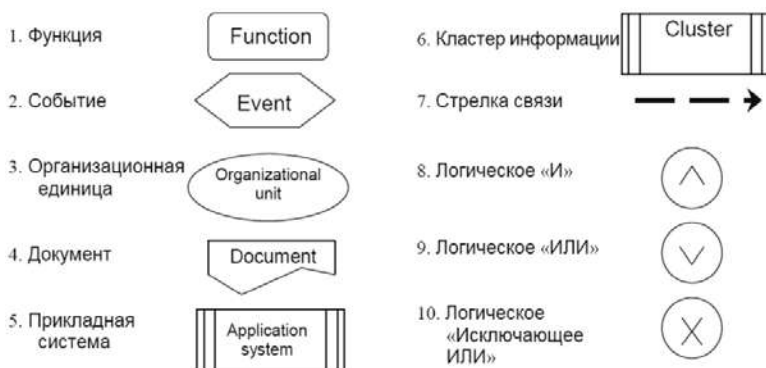 1. Функция
Function
2. Событие
Event
3. Организационная
единица
Organizational
unit
4. Документ
Document
5. Прикладная
система
Application
system
6. Кластер информации
Cluster
7. Стрелка связи
8. Логическое «И»
9. Логическое «ИЛИ»
10. Логическое
«Исключающее
ИЛИ»